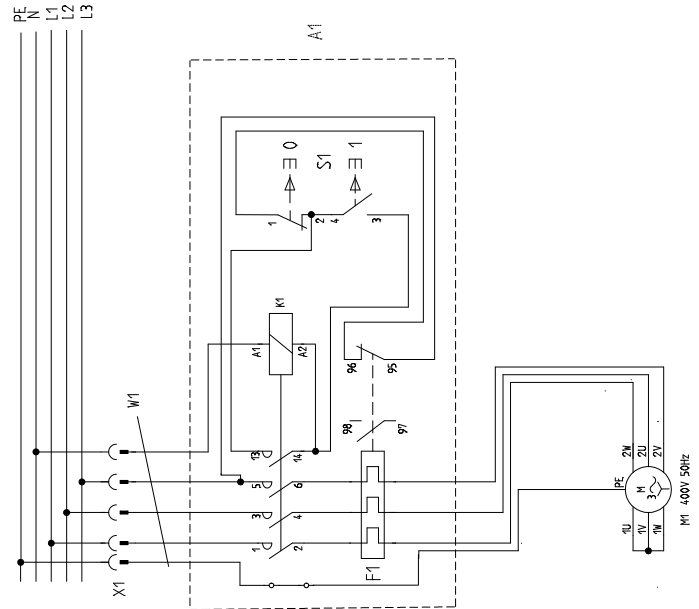 PE
N
L1
L2
L3
A1
0
S1
1
1
2
4
3
K1
A1
A2
W1
96
95
98
97
13
14
5
6
3
4
1
2
X1
F1
2W
2U
2V
PE
M
3
1U
1V
1W
M1 400V 50Hz